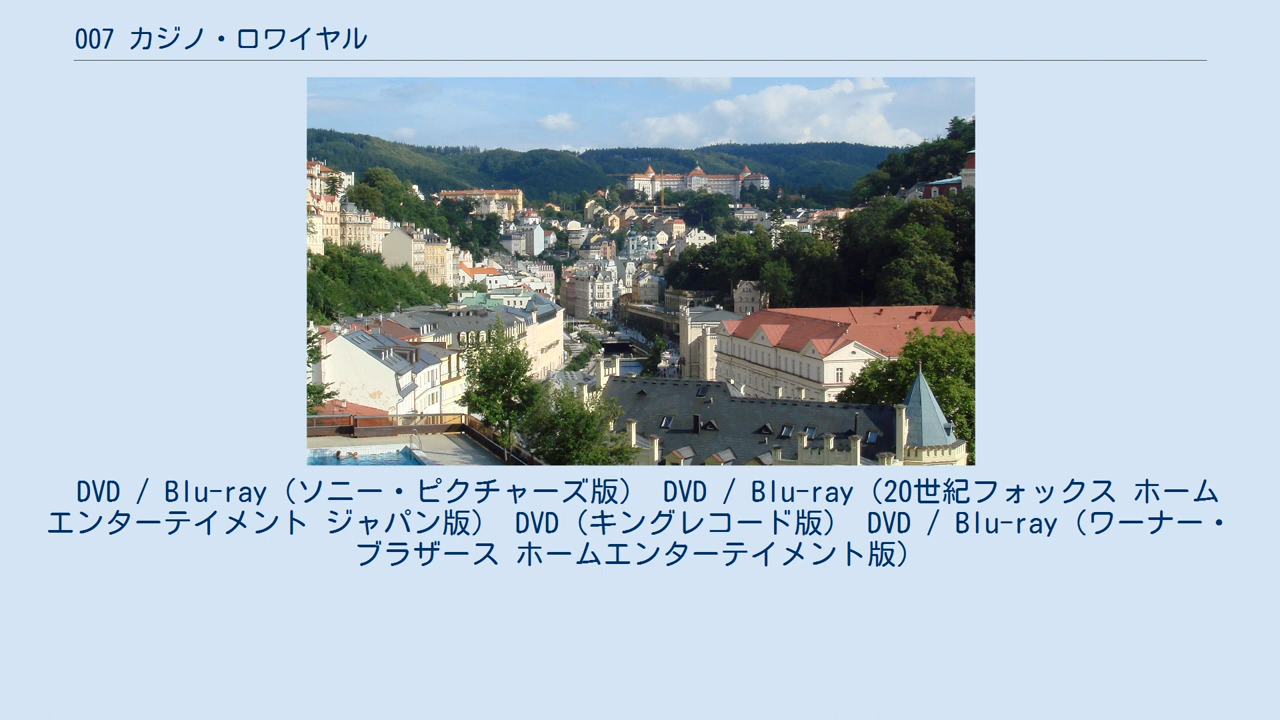 007 カジノ・ロワイヤル
DVD / Blu-ray（ソニー・ピクチャーズ版） DVD / Blu-ray（20世紀フォックス ホーム
エンターテイメント ジャパン版） DVD（キングレコード版） DVD / Blu-ray（ワーナー・
ブラザース ホームエンターテイメント版）